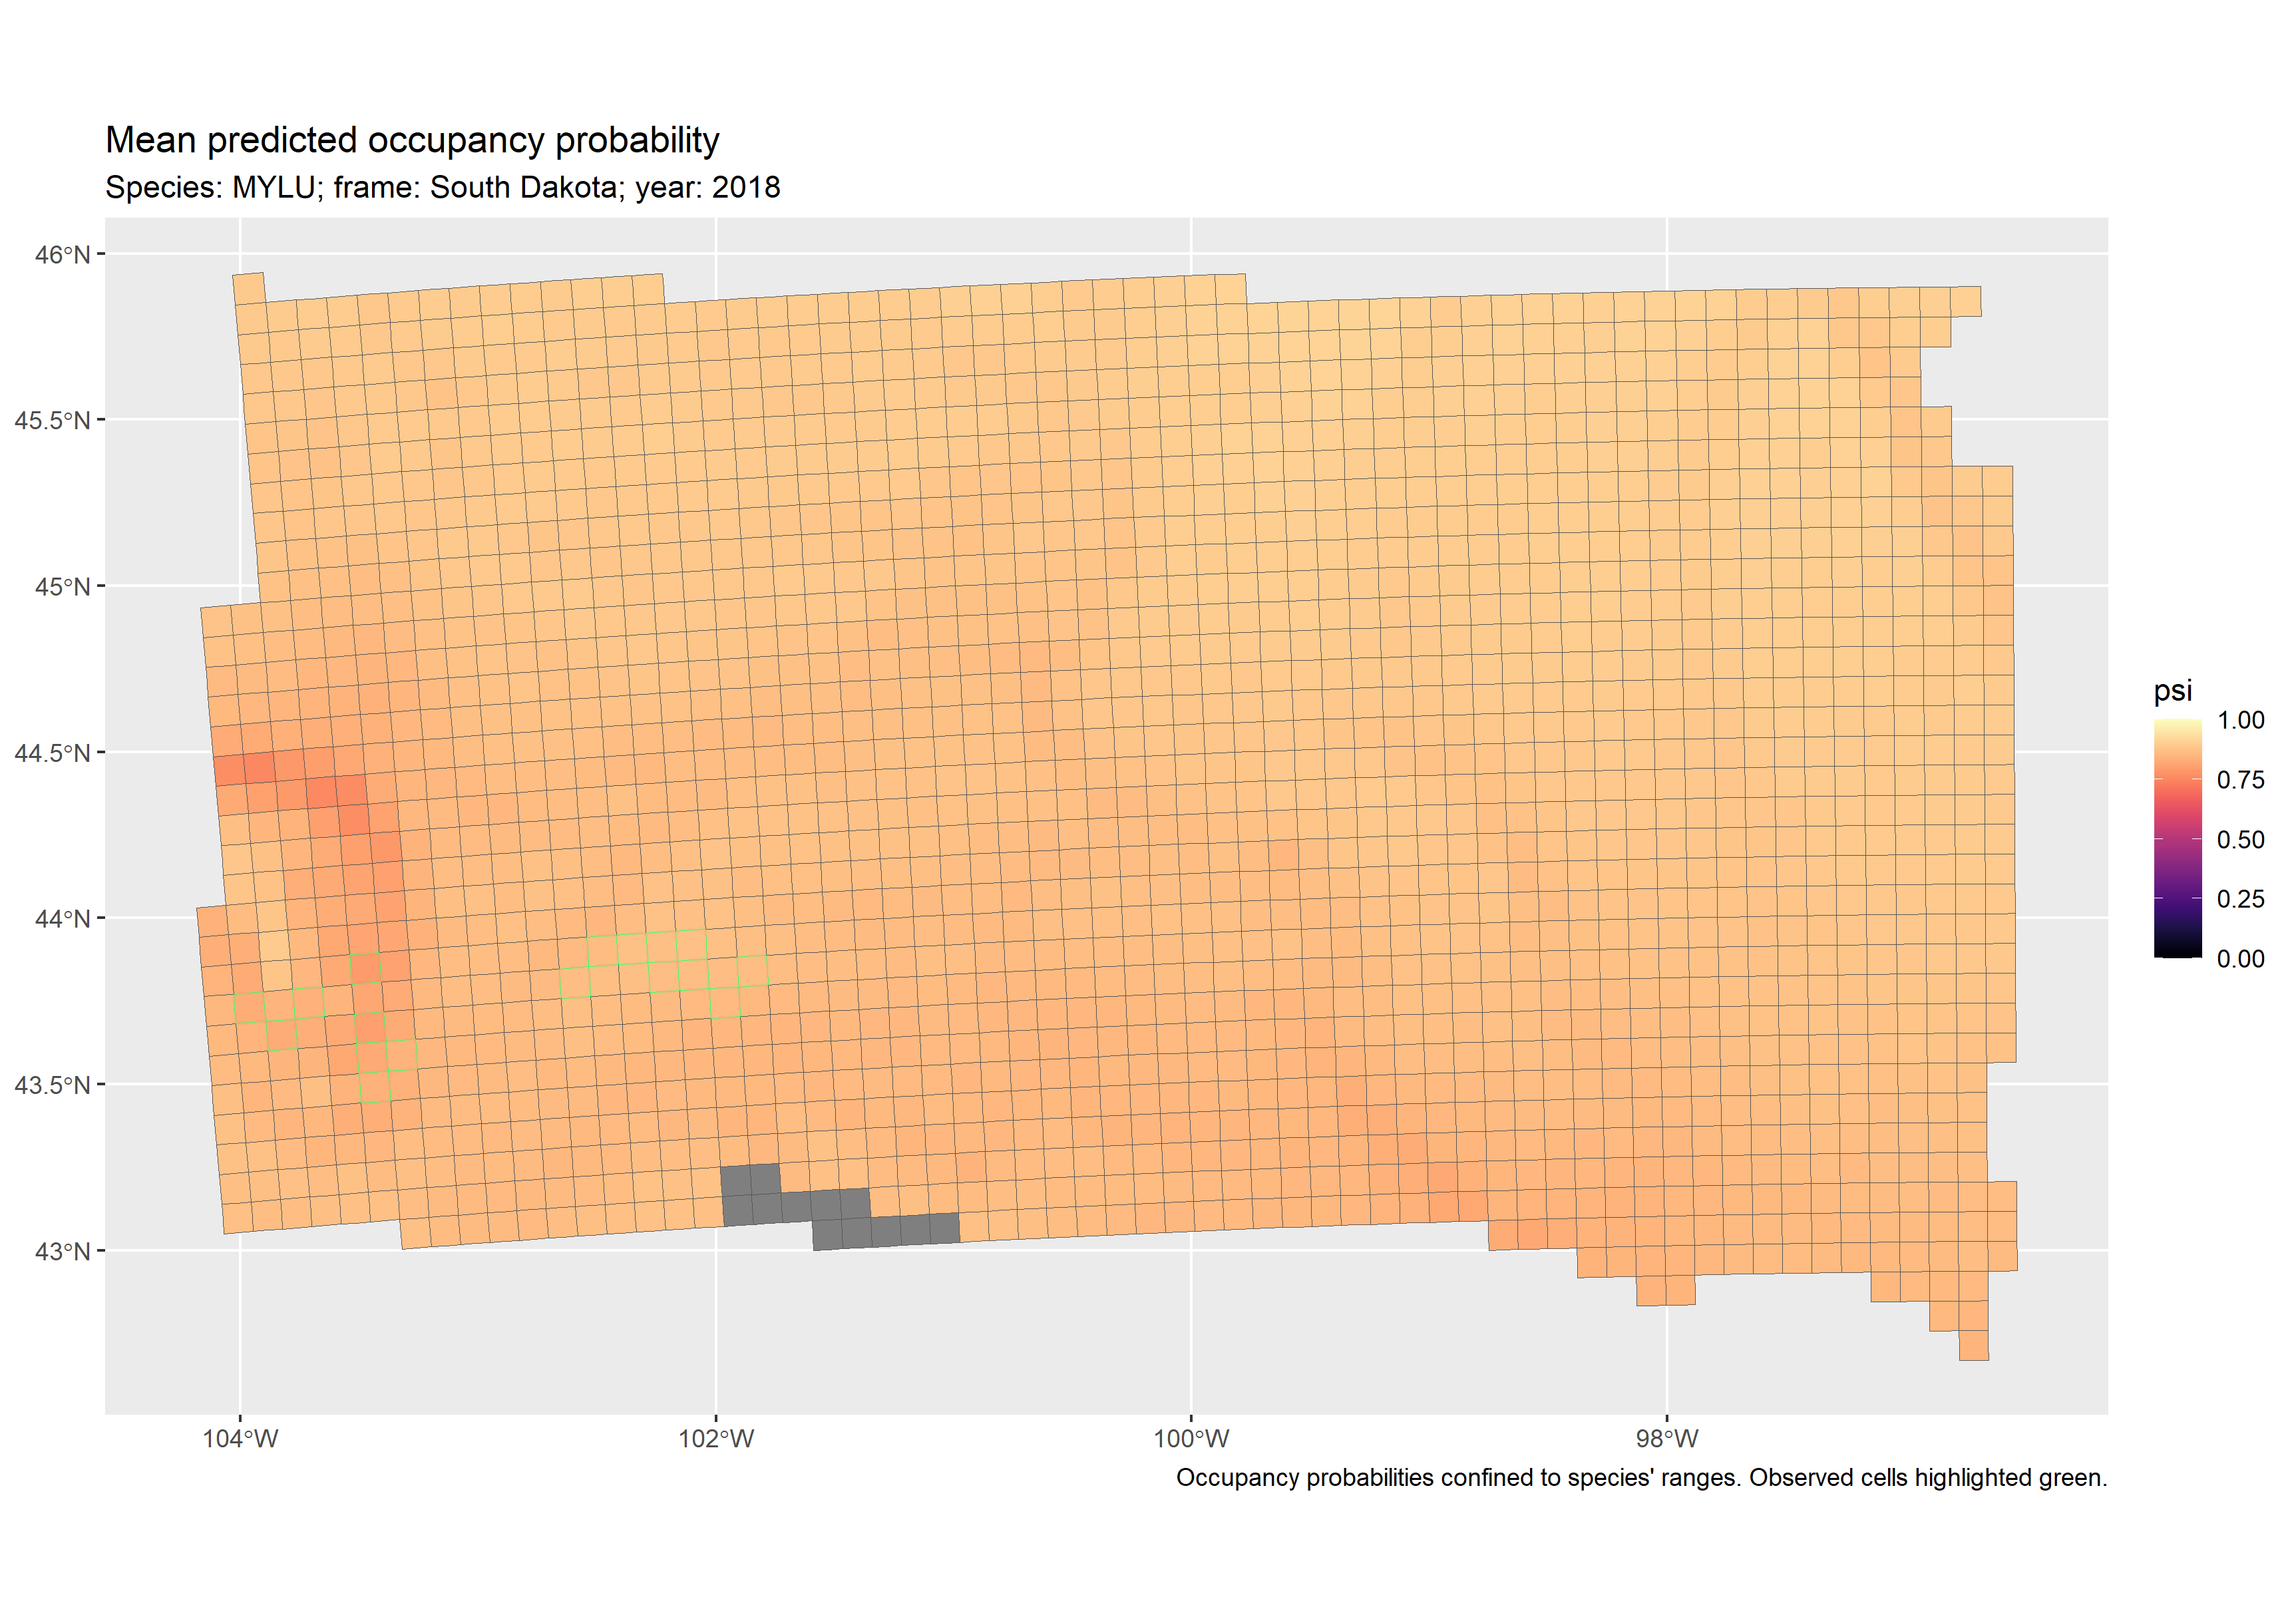 Mean predicted occupancy probability
Species: MYLU; frame: South Dakota; year: 2018
46°N
45.5°N
45°N
44.5°N
44°N
43.5°N
43°N
104°W
102°W
100°W
98°W
psi
1.00
0.75
0.50
0.25
0.00
Occupancy probabilities confined to species' ranges. Observed cells highlighted green.